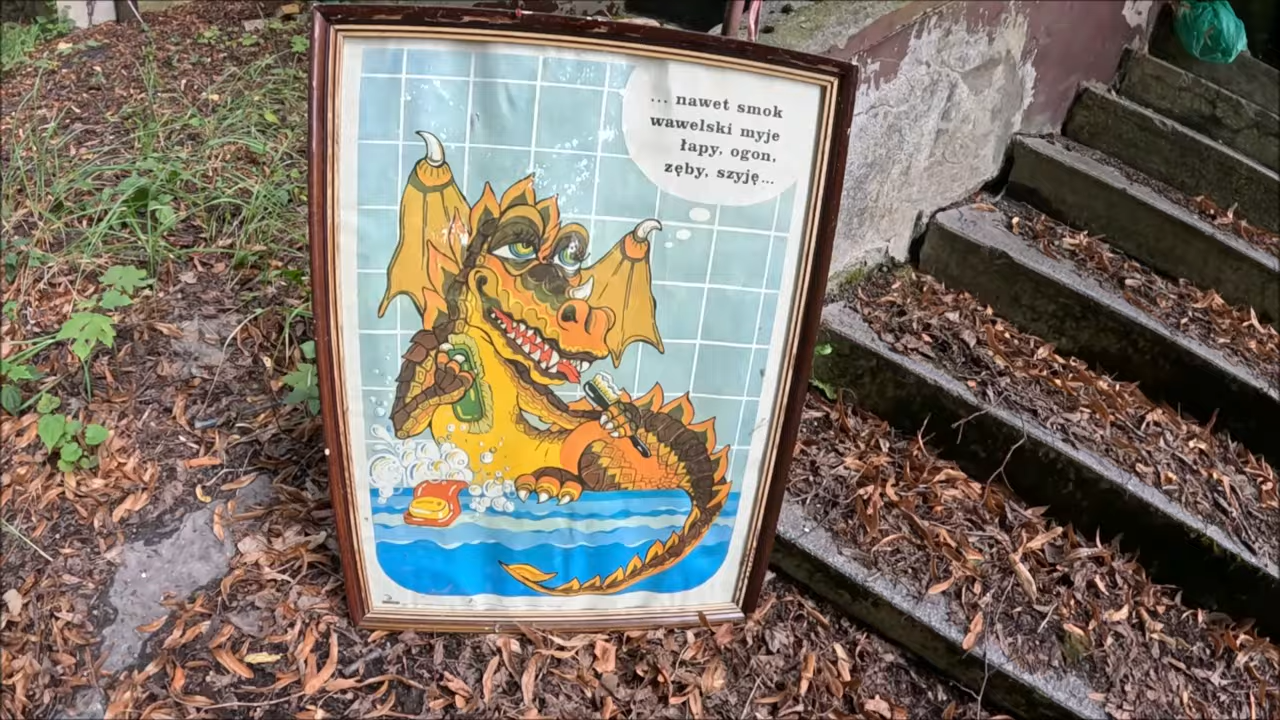 ... nawet smok
wawelski myje
łapy, ogon,
zęby, szyję...